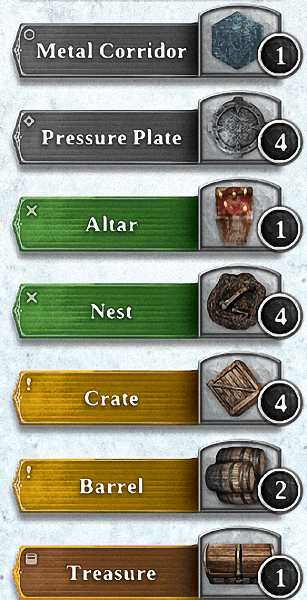 Metal Corridor 1
Pressure Plate 4
Altar 1
Nest 4
! Crate 4
! Barrel 2
Treasure 1